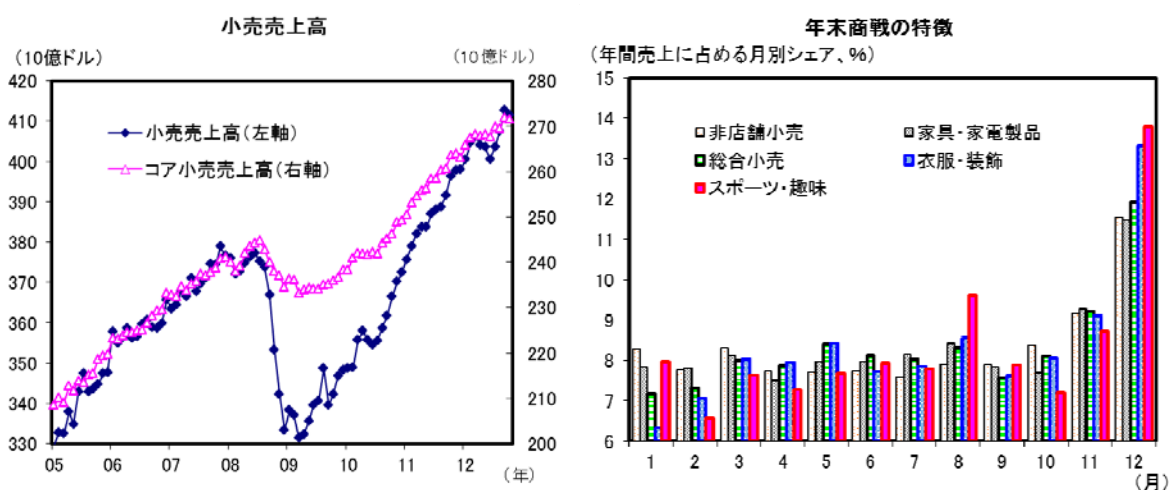 小売売上高
(10億ドル)
(10億ドル)
420
410
400
390
380
370
360
350
340
330
280
270
260
250
240
230
220
210
200
小売売上高(左軸)
コア小売売上高(右軸)
05 06 07 08 09 10 11 12
(年)
年末商戦の特徴
(年間売上に占める月別シェア、%)
15
14
13
12
11
10
9
8
7
6
非店舗小売 家具・家電製品
総合小売 衣服・装飾
スポーツ・趣味
1 2 3 4 5 6 7 8 9 10 11 12
(月)